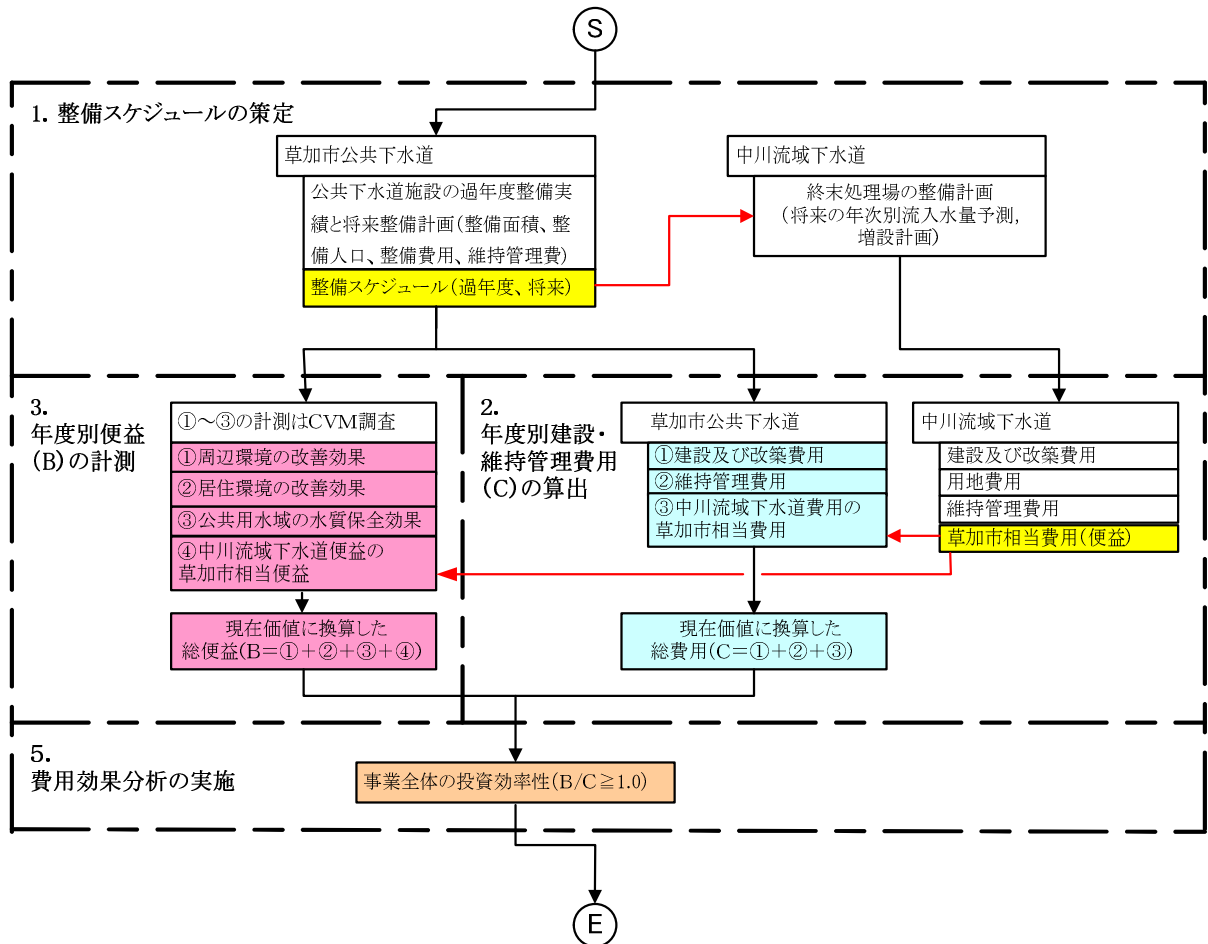 S
1. 整備スケジュールの策定
草加市公共下水道
公共下水道施設の過年度整備実
績と将来整備計画(整備面積、整
備人口、整備費用、維持管理費)
整備スケジュール(過年度、将来)
中川流域下水道
終末処理場の整備計画
(将来の年次別流入水量予測,
増設計画)
3.
年度別便益
(B)の計測
①～③の計測はCVM調査
①周辺環境の改善効果
②居住環境の改善効果
③公共用水域の水質保全効果
④中川流域下水道便益の
草加市相当便益
現在価値に換算した
総便益(B=①+②+③+④)
2.
年度別建設・
維持管理費用
(C)の算出
草加市公共下水道
①建設及び改築費用
②維持管理費用
③中川流域下水道費用の
草加市相当費用
現在価値に換算した
総費用(C=①+②+③)
中川流域下水道
建設及び改築費用
用地費用
維持管理費用
草加市相当費用(便益)
5.
費用効果分析の実施
事業全体の投資効率性(B/C≧1.0)
E